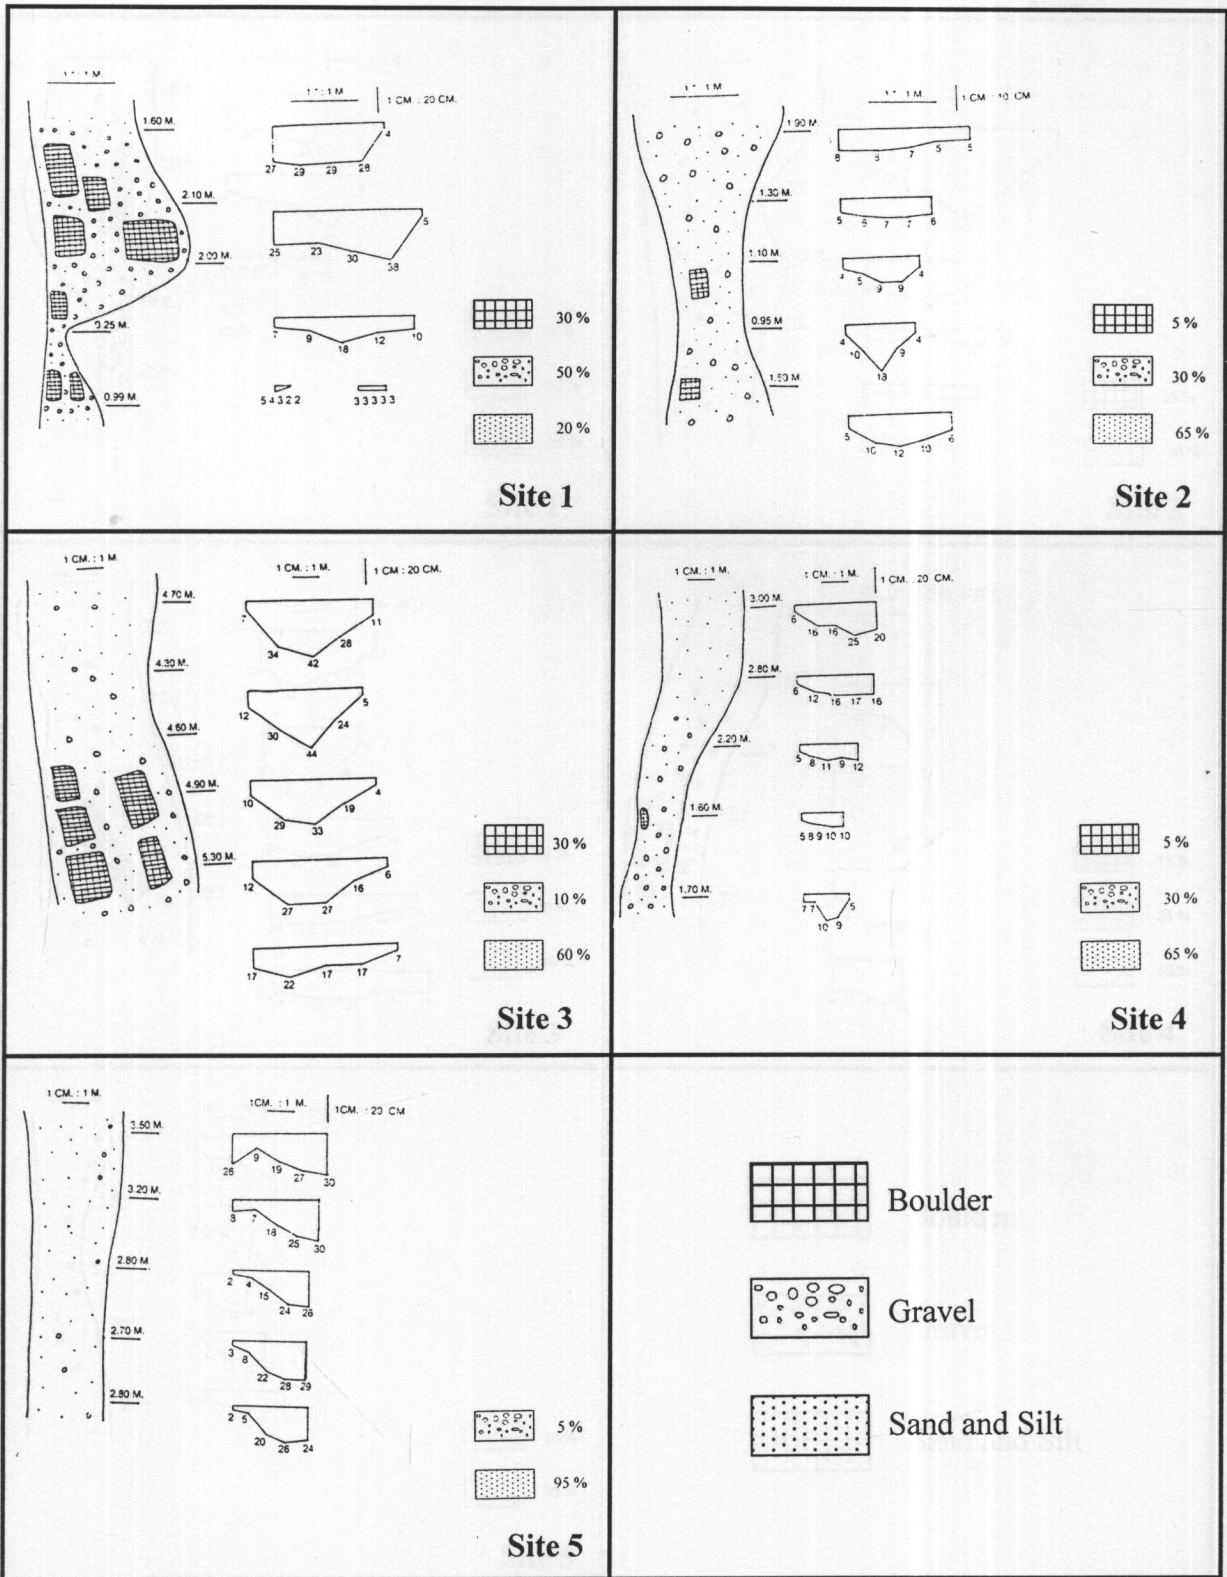 1 CM. : 20 CM.
1.60 M.
4
27 29 29 28
2.10 M.
5
25 23 30 38
2.00 M.
30%
0.25 M.
7 9 18 12 10
50%
5 4 3 2 2
3 3 3 3 3
0.99 M.
20%
Site 1
1 CM : 10 CM
1.90 M.
8 8 7 5 5
1.30 M.
5 6 7 7 6
1.10 M.
4 5 9 9 4
0.95 M.
5%
4 10 18 9 4
30%
1.50 M.
5 10 12 10 6
65%
Site 2
1 CM. : 1 M.
1 CM. : 1 M.
1 CM : 20 CM.
4.70 M.
7 34 42 28 11
4.30 M.
12 30 44 24 5
4.60 M.
4.90 M.
10 29 33 19 4
30%
5.30 M.
12 27 27 16 6
10%
17 22 17 17 7
60%
Site 3
1 CM. : 1 M.
1 CM. : 1 M.
1 CM. : 20 CM.
3.00 M.
6 16 16 25 20
2.80 M.
6 12 16 17 16
2.20 M.
5 8 11 9 12
1.60 M.
5 8 9 10 10
5%
1.70 M.
7 7 10 9 5
30%
65%
Site 4
1 CM. : 1 M.
1CM. : 1 M.
1CM. : 20 CM
3.50 M.
26 9 19 27 30
3.20 M.
8 7 18 25 30
2.80 M
2 4 15 24 26
2.70 M.
3 8 22 28 29
2.80 M.
2 5 20 26 24
5%
95%
Site 5
Boulder
Gravel
Sand and Silt